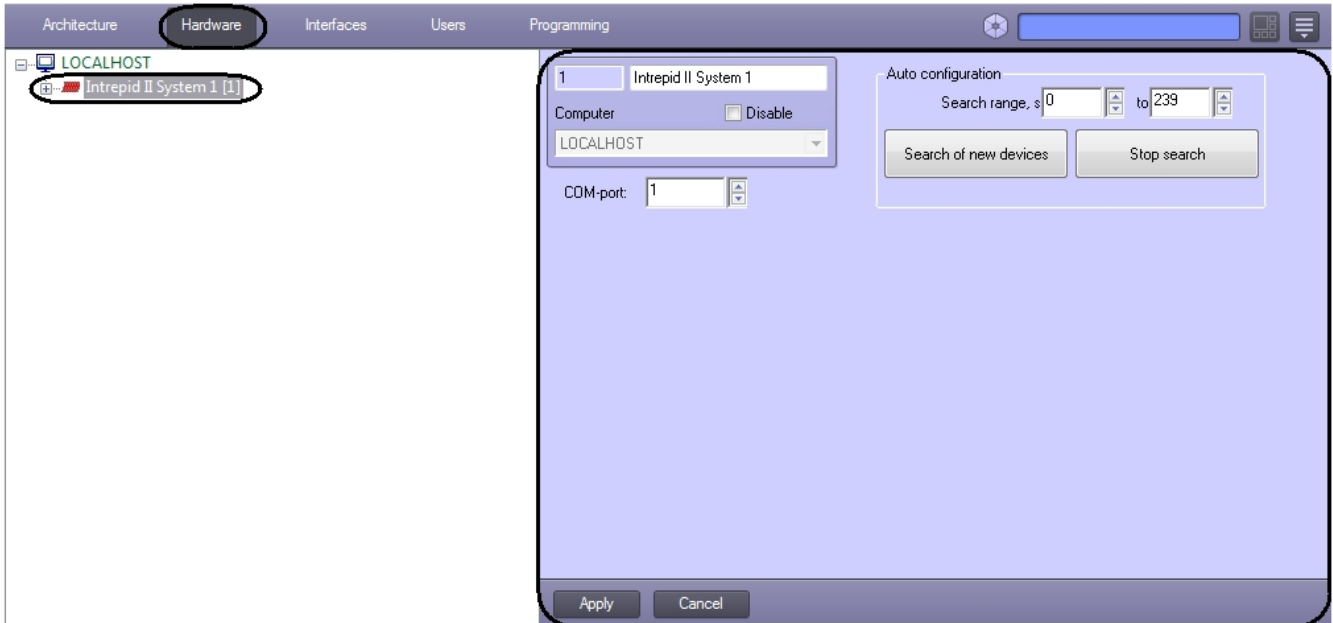 Architecture Hardware Interfaces Users Programming
LOCALHOST
Intrepid II System 1 [1]
1 Intrepid II System 1
Computer Disable
LOCALHOST
COM-port: 1
Auto configuration
Search range, s 0 to 239
Search of new devices Stop search
Apply Cancel